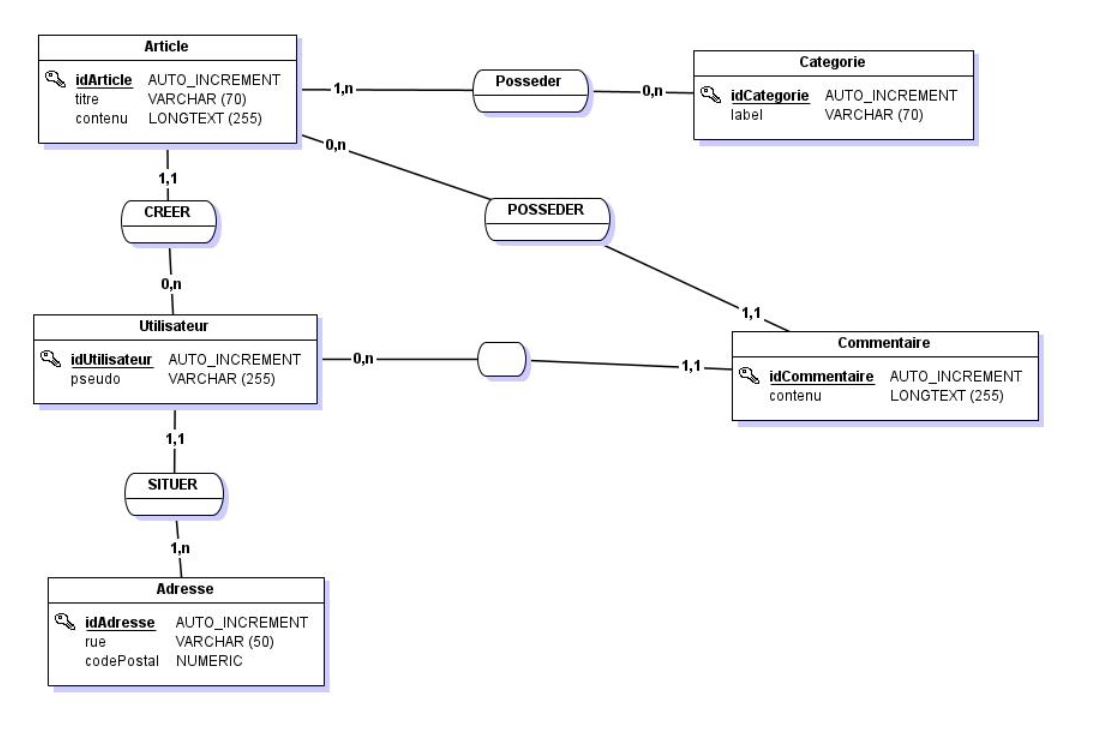 Article
idArticle AUTO_INCREMENT
titre VARCHAR (70)
contenu LONGTEXT (255)
1,n
Posseder
0,n
Categorie
idCategorie AUTO_INCREMENT
label VARCHAR (70)
0,n
POSSEDER
1,1
1,1
CREER
0,n
Utilisateur
idUtilisateur AUTO_INCREMENT
pseudo VARCHAR (255)
0,n
1,1
Commentaire
idCommentaire AUTO_INCREMENT
contenu LONGTEXT (255)
1,1
SITUER
1,n
Adresse
idAdresse AUTO_INCREMENT
rue VARCHAR (50)
codePostal NUMERIC